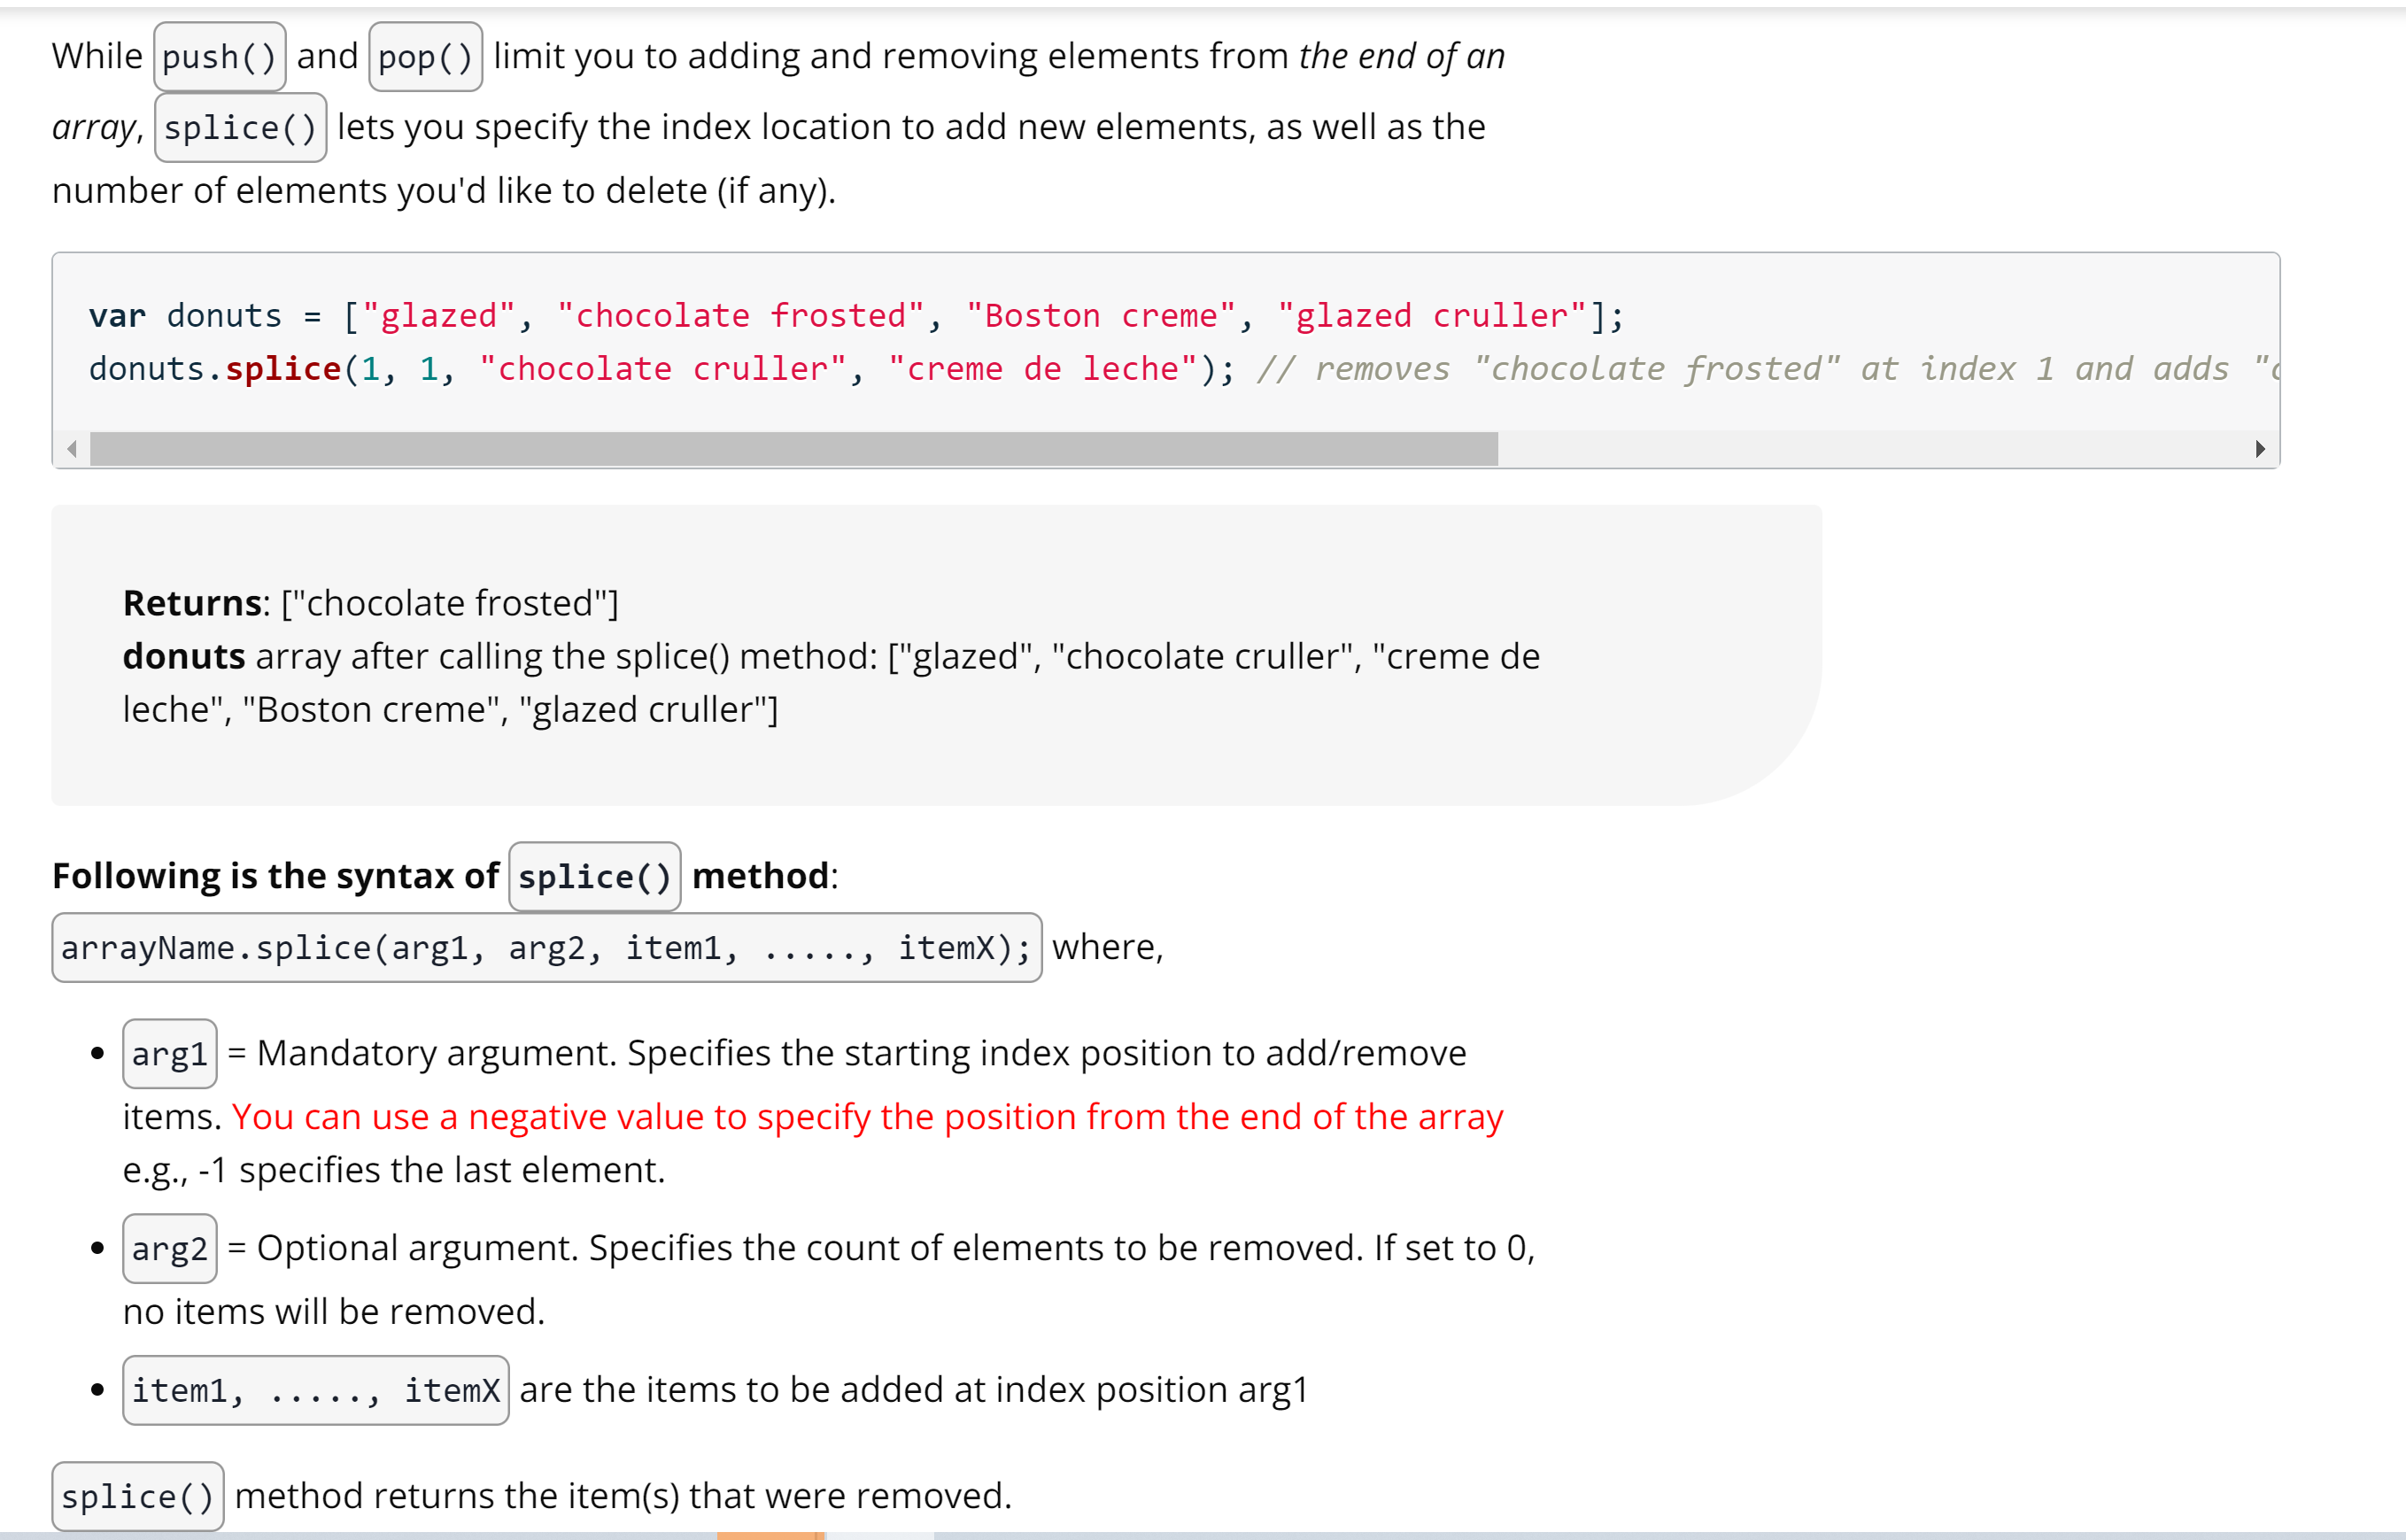 While push() and pop() limit you to adding and removing elements from the end of an
array, splice() lets you specify the index location to add new elements, as well as the
number of elements you'd like to delete (if any).
var donuts = ["glazed", "chocolate frosted", "Boston creme", "glazed cruller"];
donuts.splice(1, 1, "chocolate cruller", "creme de leche"); // removes "chocolate frosted" at index 1 and adds "
Returns: ["chocolate frosted"]
donuts array after calling the splice() method: ["glazed", "chocolate cruller", "creme de
leche", "Boston creme", "glazed cruller"]
Following is the syntax of splice() method:
arrayName.splice(arg1, arg2, item1, ....., itemX); where,
• arg1 = Mandatory argument. Specifies the starting index position to add/remove
items. You can use a negative value to specify the position from the end of the array
e.g., -1 specifies the last element.
• arg2 = Optional argument. Specifies the count of elements to be removed. If set to 0,
no items will be removed.
• item1, ....., itemX are the items to be added at index position arg1
splice() method returns the item(s) that were removed.